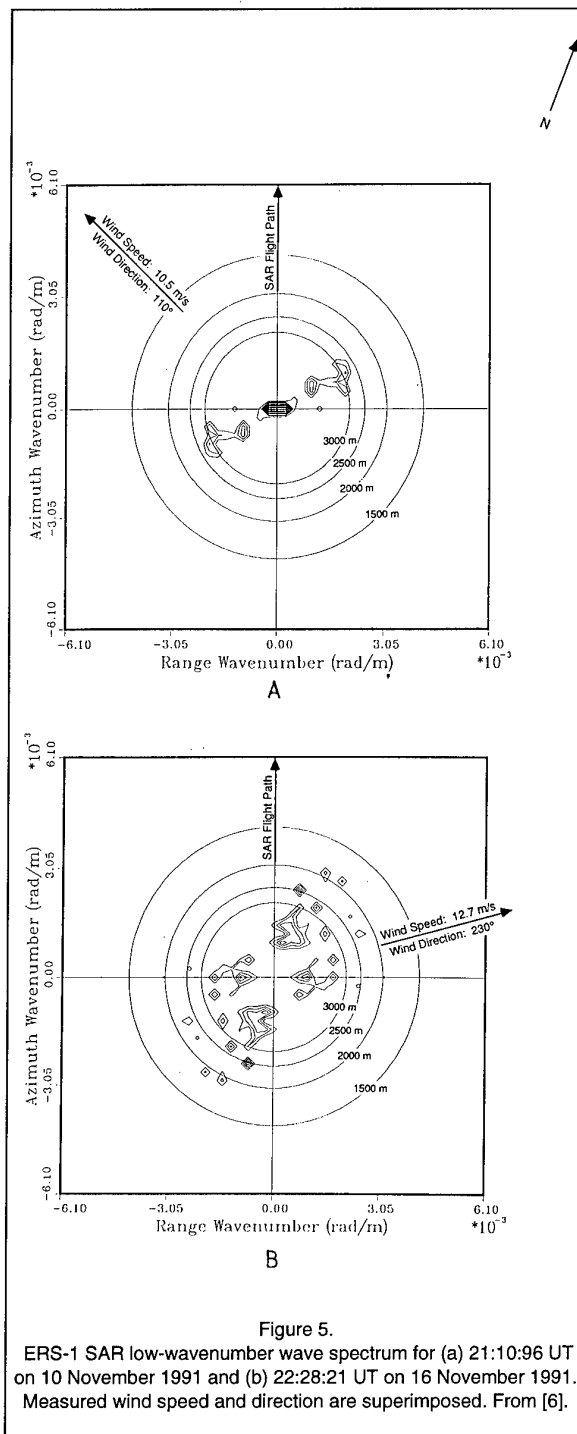 N
*10⁻³
6.10
3.05
0.00
-3.05
-6.10
Azimuth Wavenumber (rad/m)
Wind Speed: 10.5 m/s
Wind Direction: 110°
SAR Flight Path
3000 m
2500 m
2000 m
1500 m
-6.10 -3.05 0.00 3.05 6.10
Range Wavenumber (rad/m) *10⁻³
A
*10⁻³
6.10
3.05
0.00
-3.05
-6.10
Azimuth Wavenumber (rad/m)
SAR Flight Path
Wind Speed: 12.7 m/s
Wind Direction: 230°
3000 m
2500 m
2000 m
1500 m
-6.10 -3.05 0.00 3.05 6.10
Range Wavenumber (rad/m) *10⁻³
B
Figure 5.
ERS-1 SAR low-wavenumber wave spectrum for (a) 21:10:96 UT
on 10 November 1991 and (b) 22:28:21 UT on 16 November 1991.
Measured wind speed and direction are superimposed. From [6].